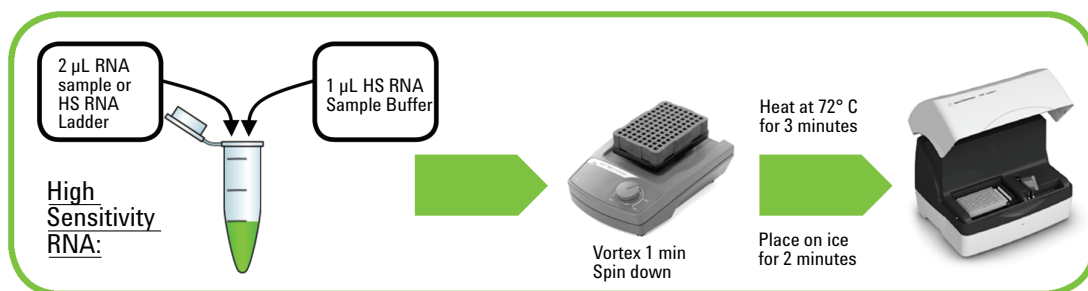 2 µL RNA
sample or
HS RNA
Ladder
1 µL HS RNA
Sample Buffer
High
Sensitivity
RNA:
Vortex 1 min
Spin down
Heat at 72° C
for 3 minutes
Place on ice
for 2 minutes